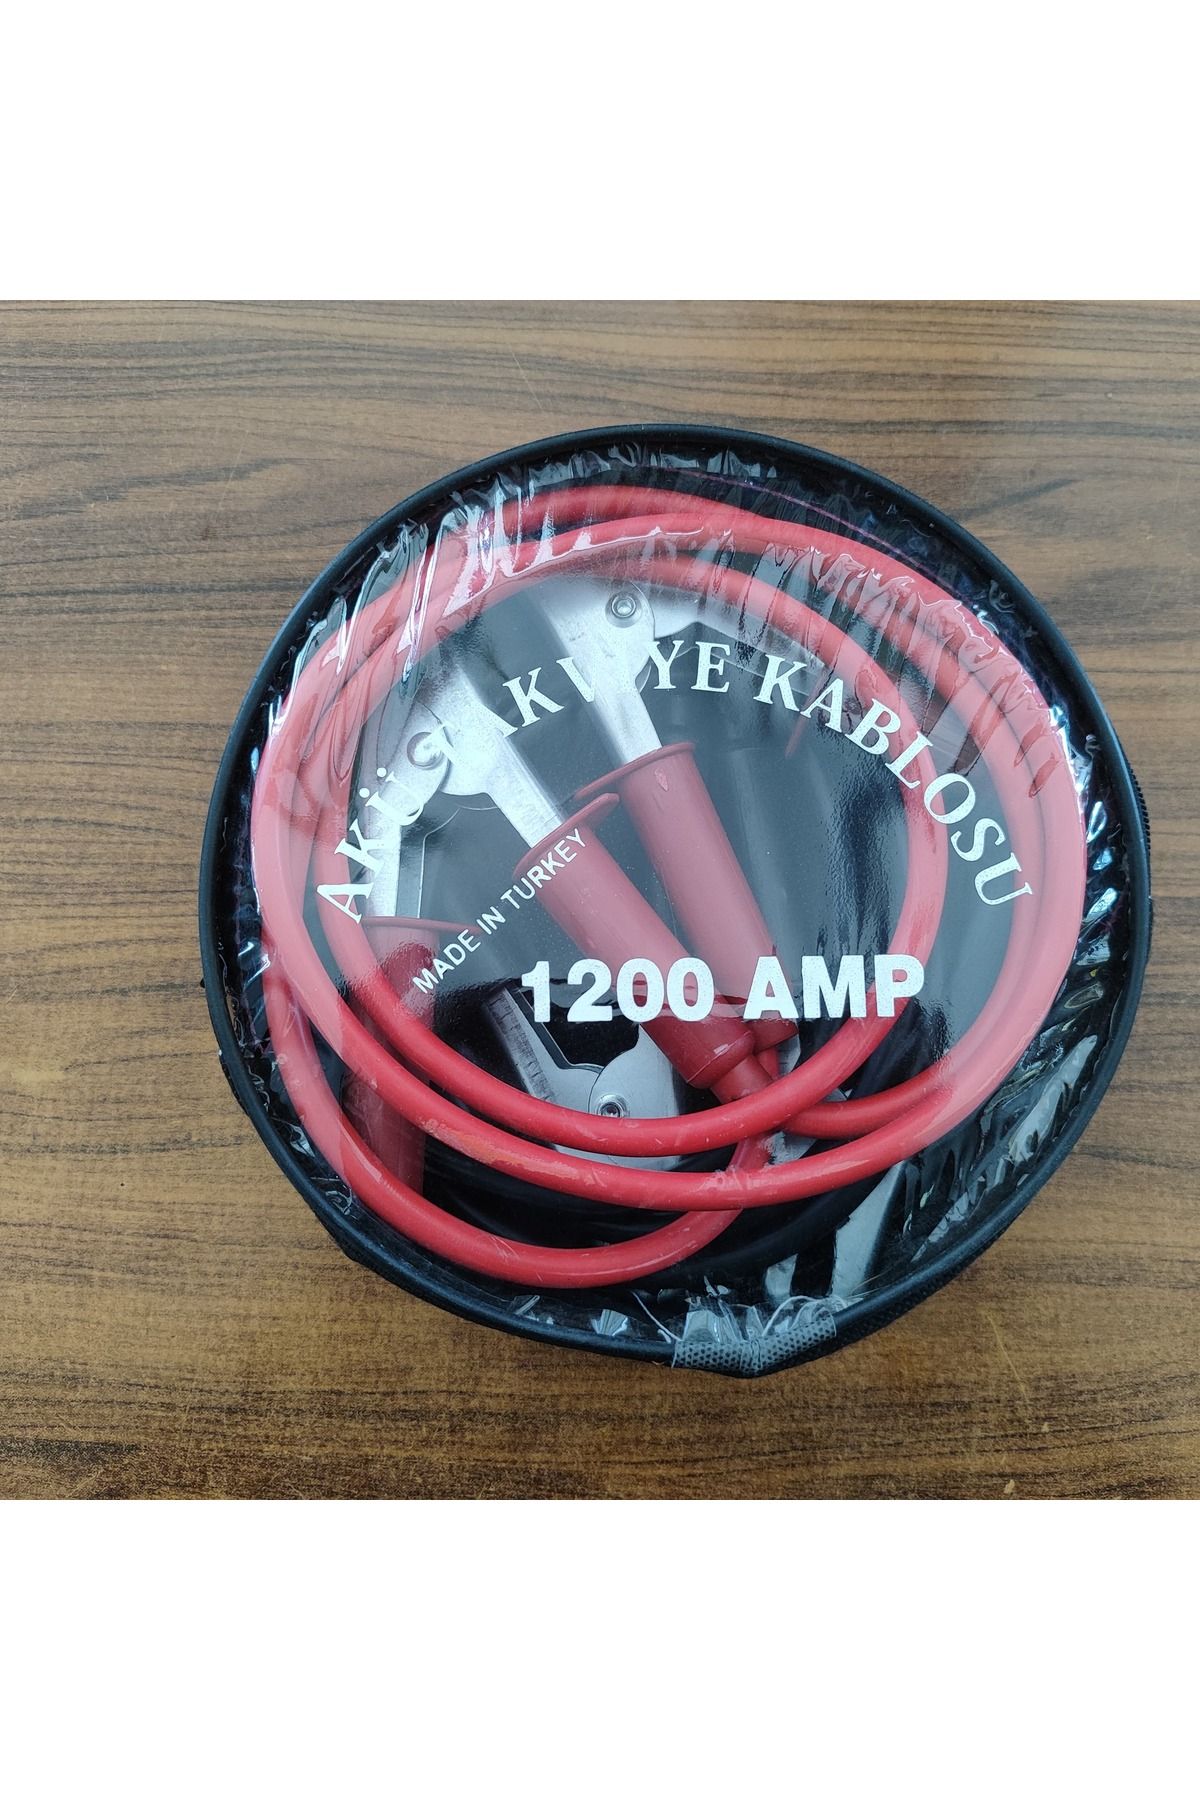 AKÜ TAKVİYE KABLOSU
MADE IN TURKEY
1200 AMP